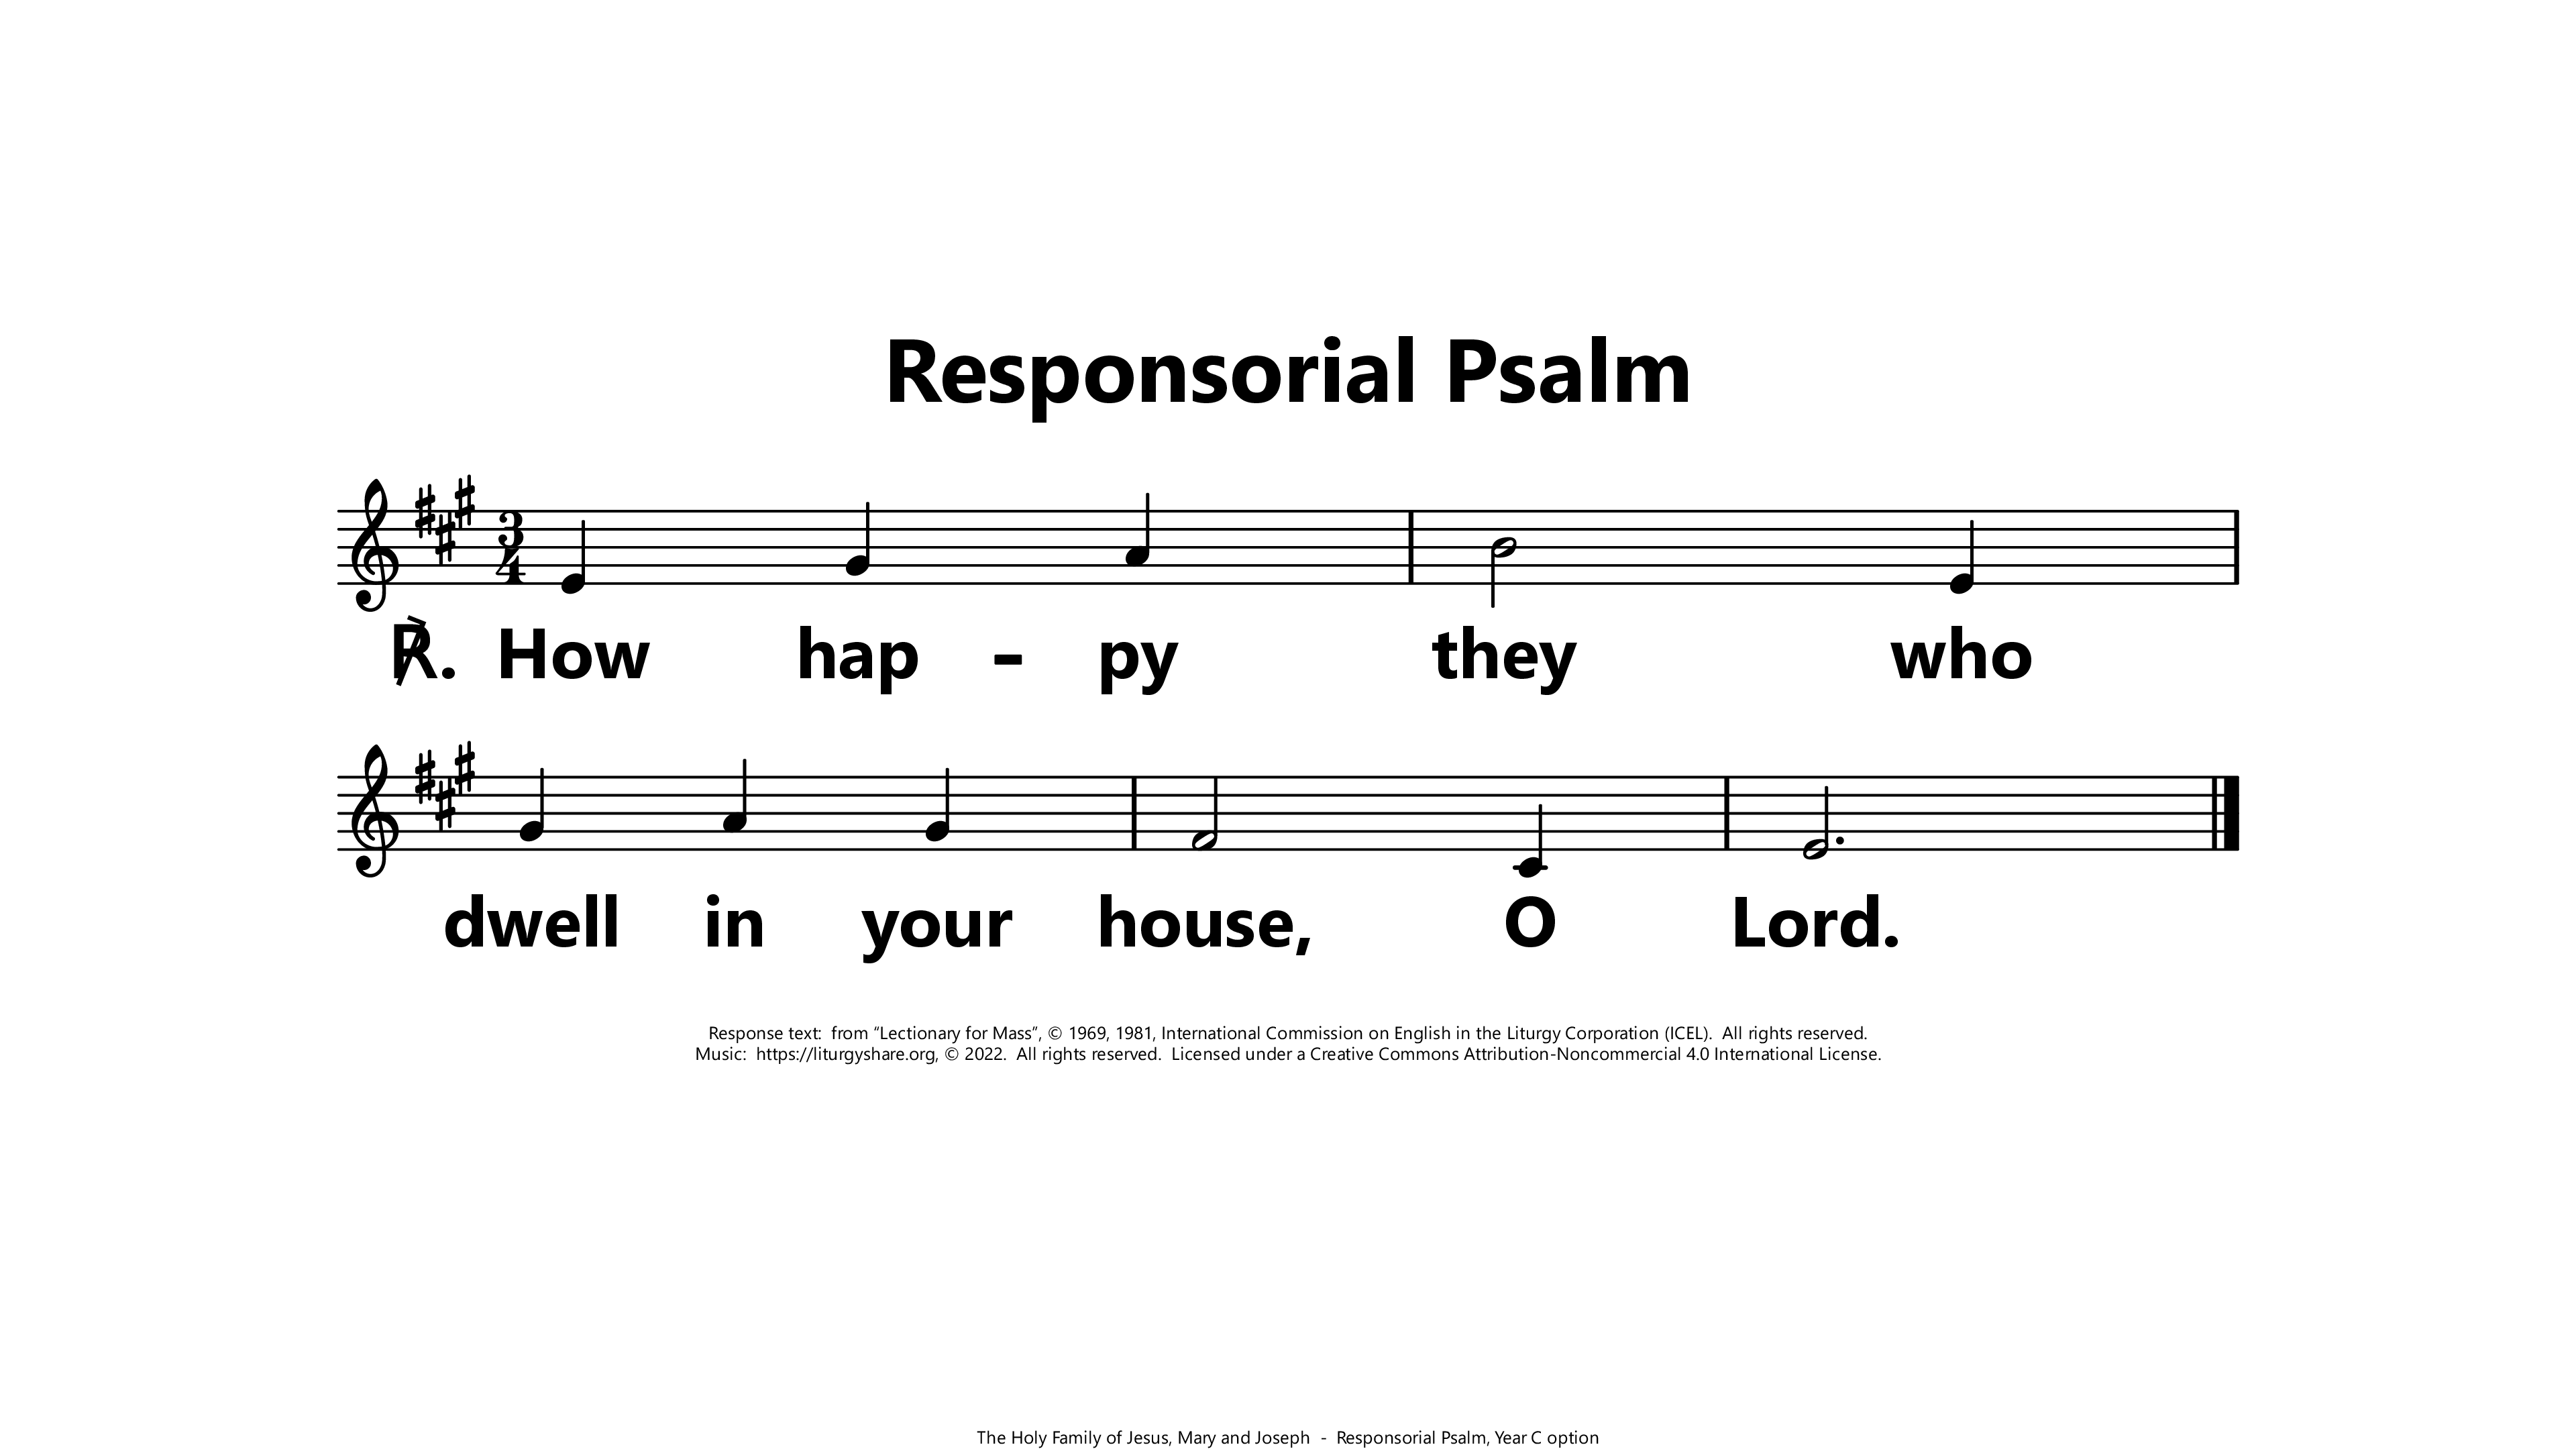 Responsorial Psalm
3
4
℟. How hap - py they who
dwell in your house, O Lord.
Response text:  from “Lectionary for Mass”, © 1969, 1981, International Commission on English in the Liturgy Corporation (ICEL).  All rights reserved.
Music:  https://liturgyshare.org, © 2022.  All rights reserved.  Licensed under a Creative Commons Attribution-Noncommercial 4.0 International License.
The Holy Family of Jesus, Mary and Joseph  -  Responsorial Psalm, Year C option